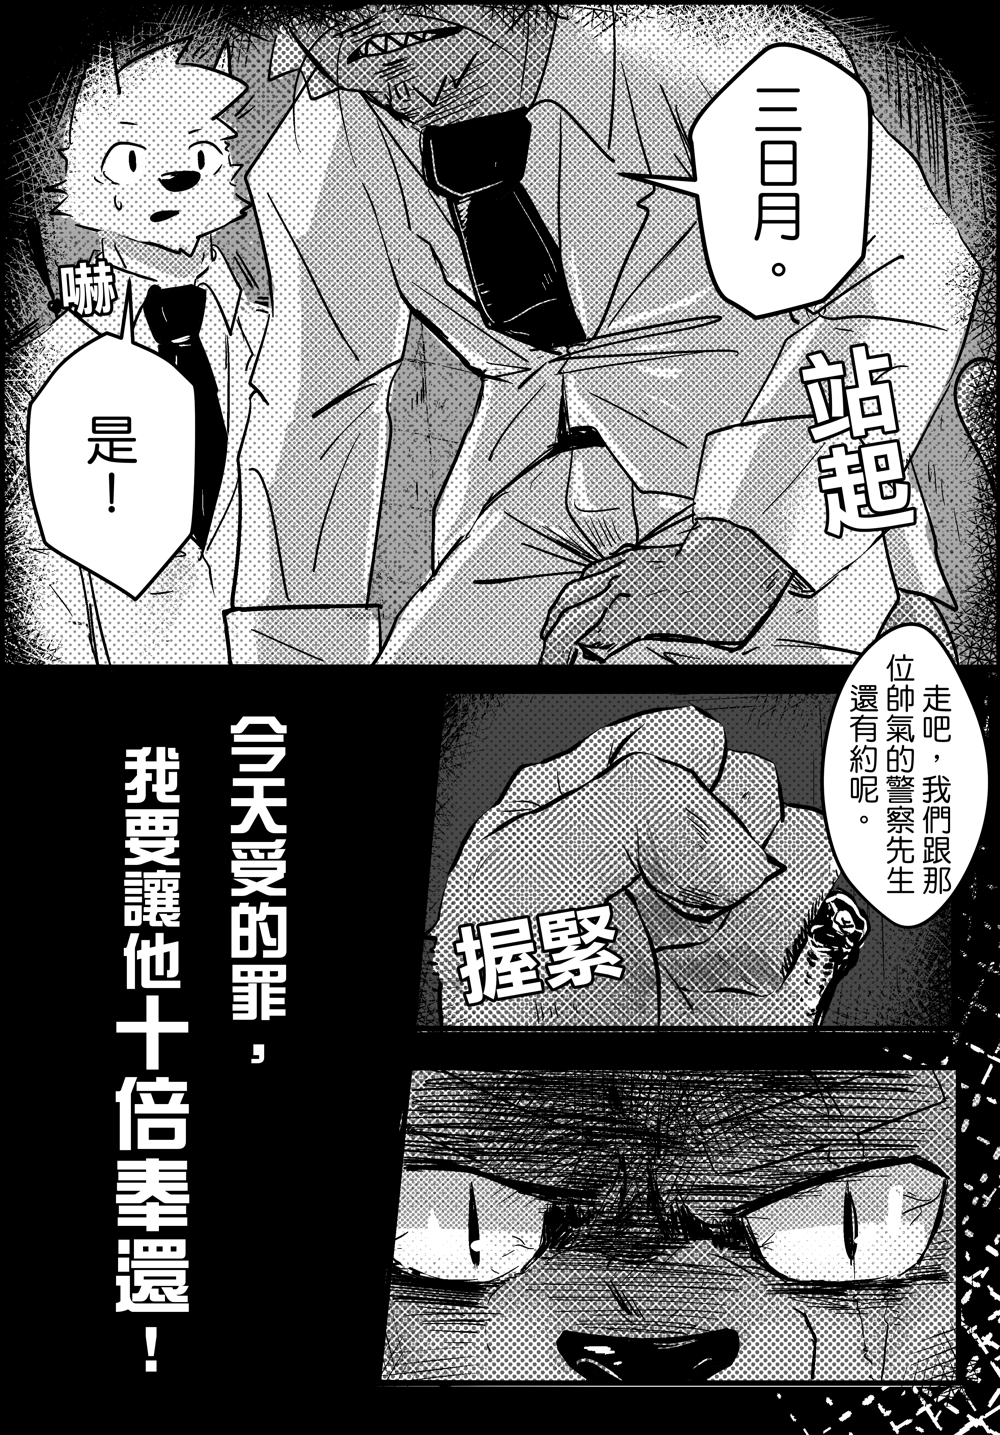 三日月。
站起
嚇
是！
走吧，我們跟那
位帥氣的警察先生
還有約呢。
握緊
今天受的罪，
我要讓他十倍奉還！